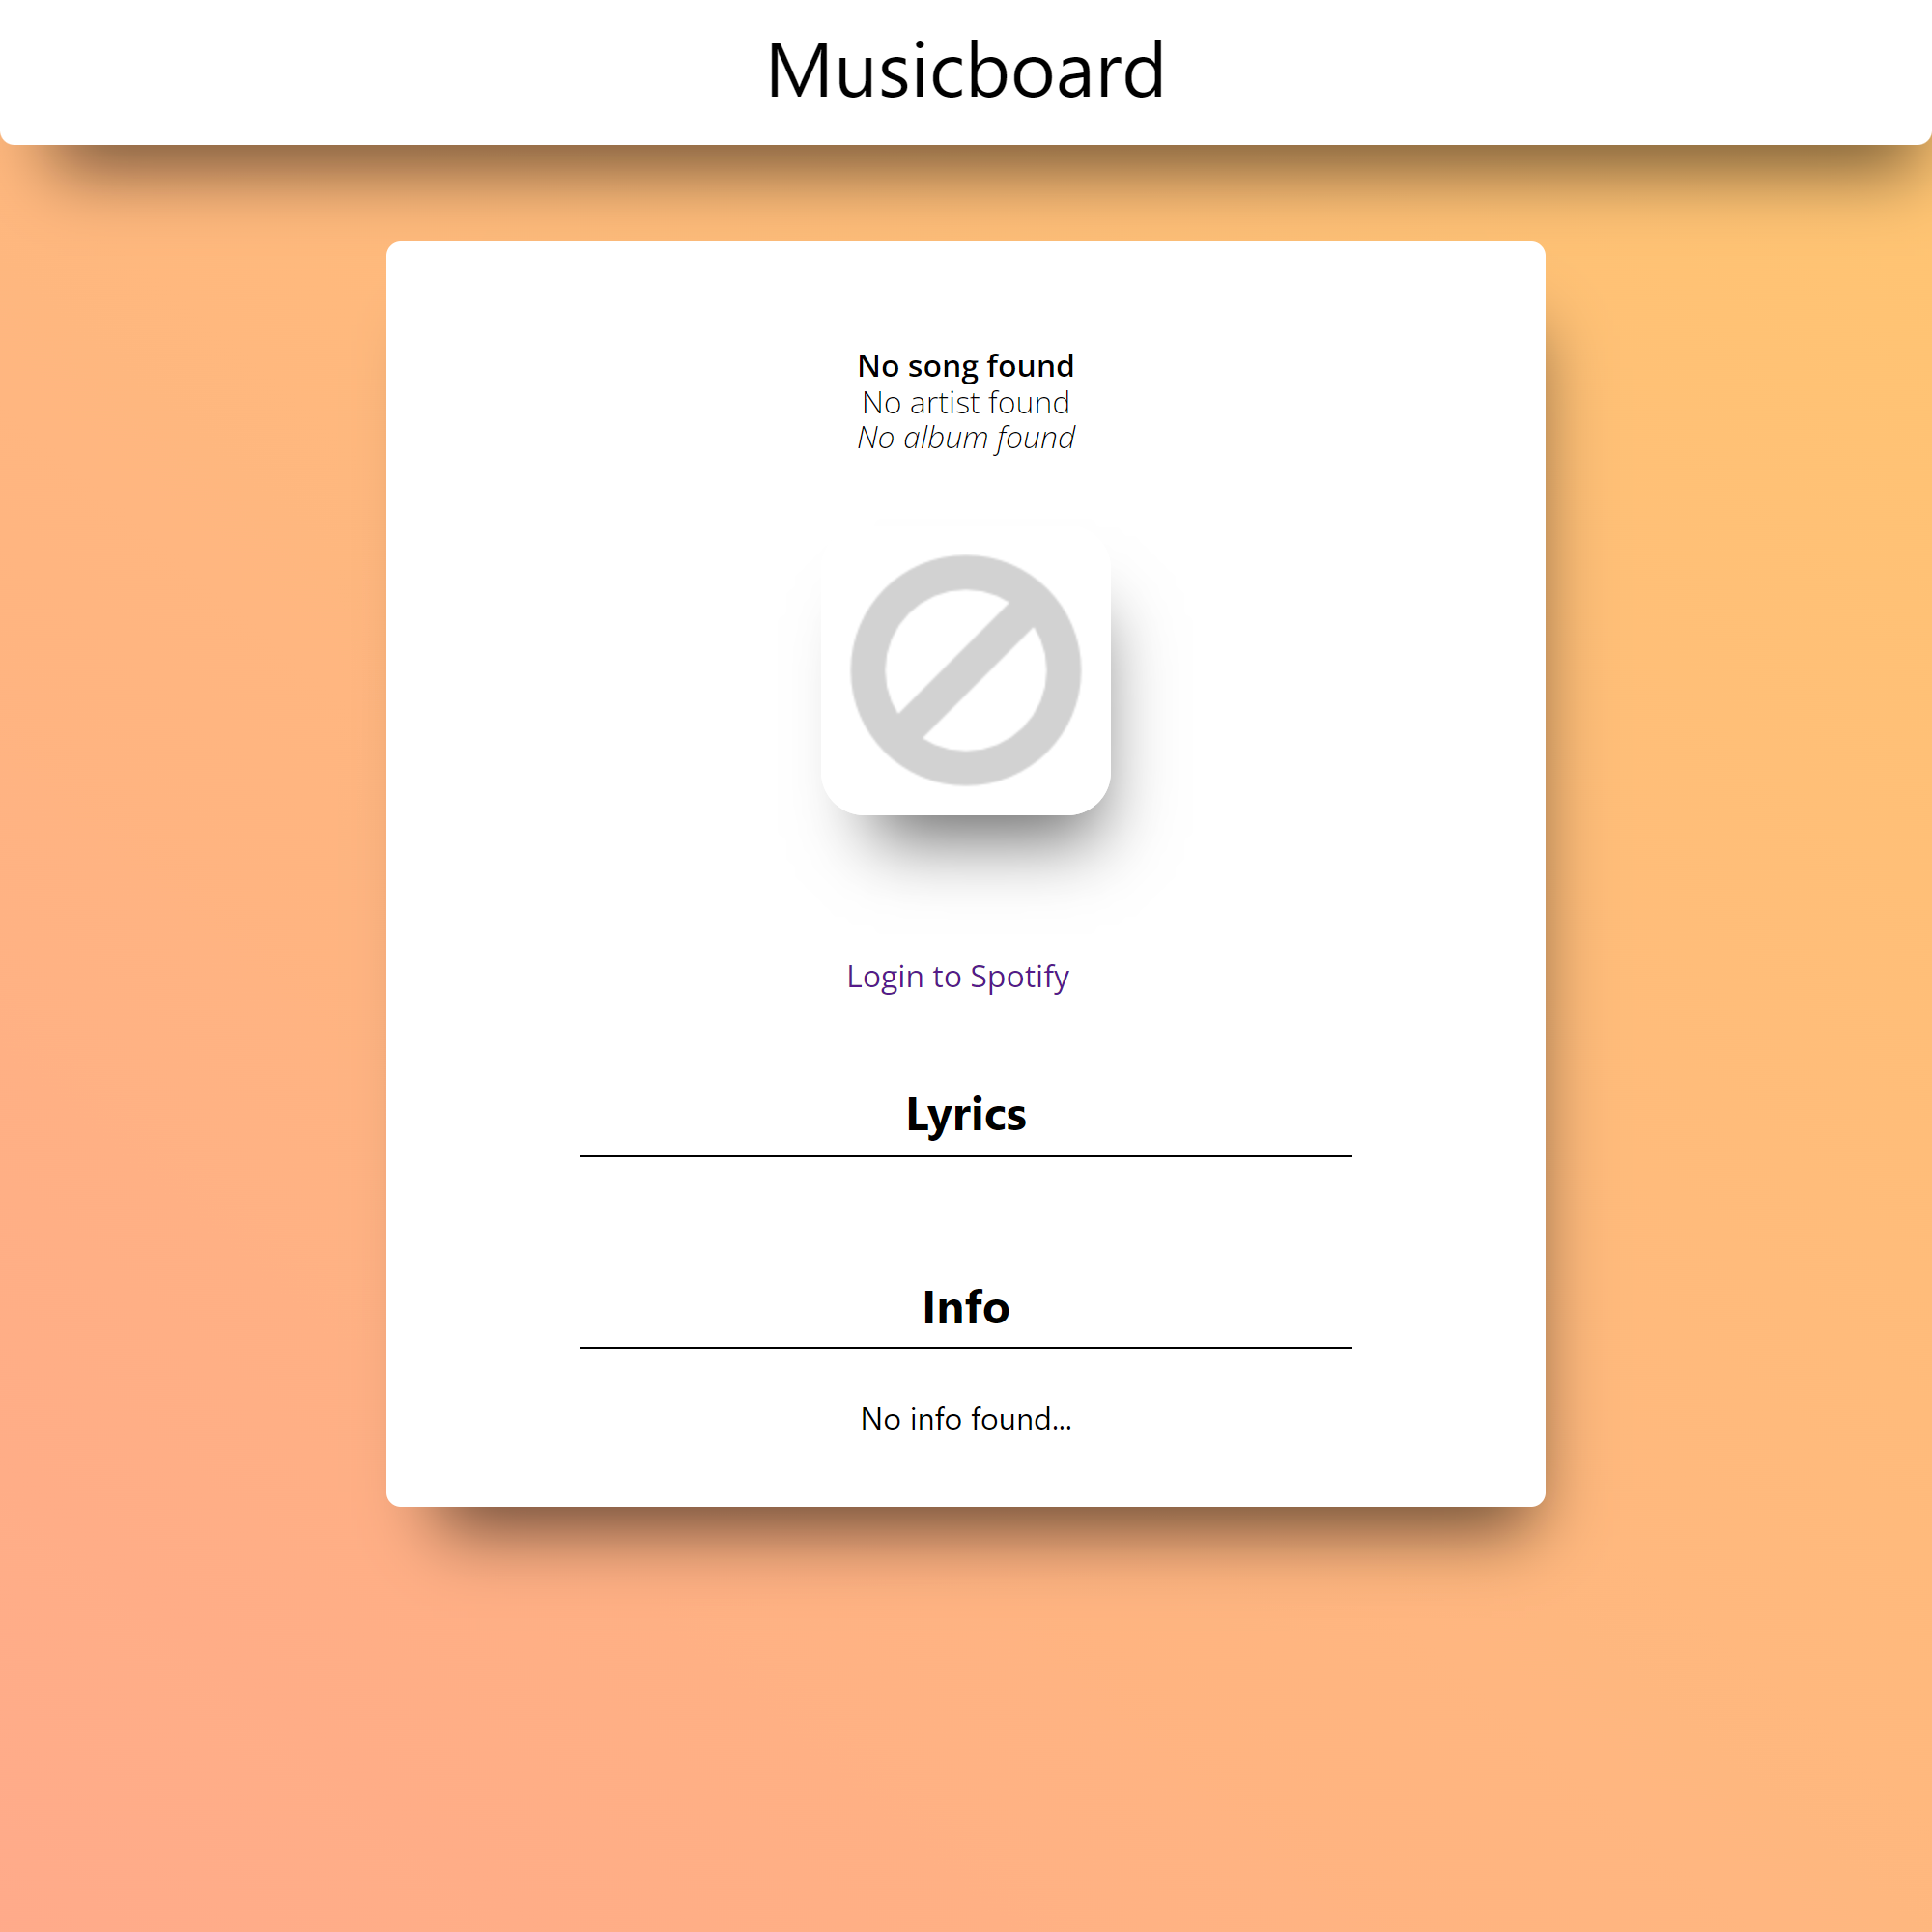 Musicboard
No song found
No artist found
No album found
Login to Spotify
Lyrics
Info
No info found...